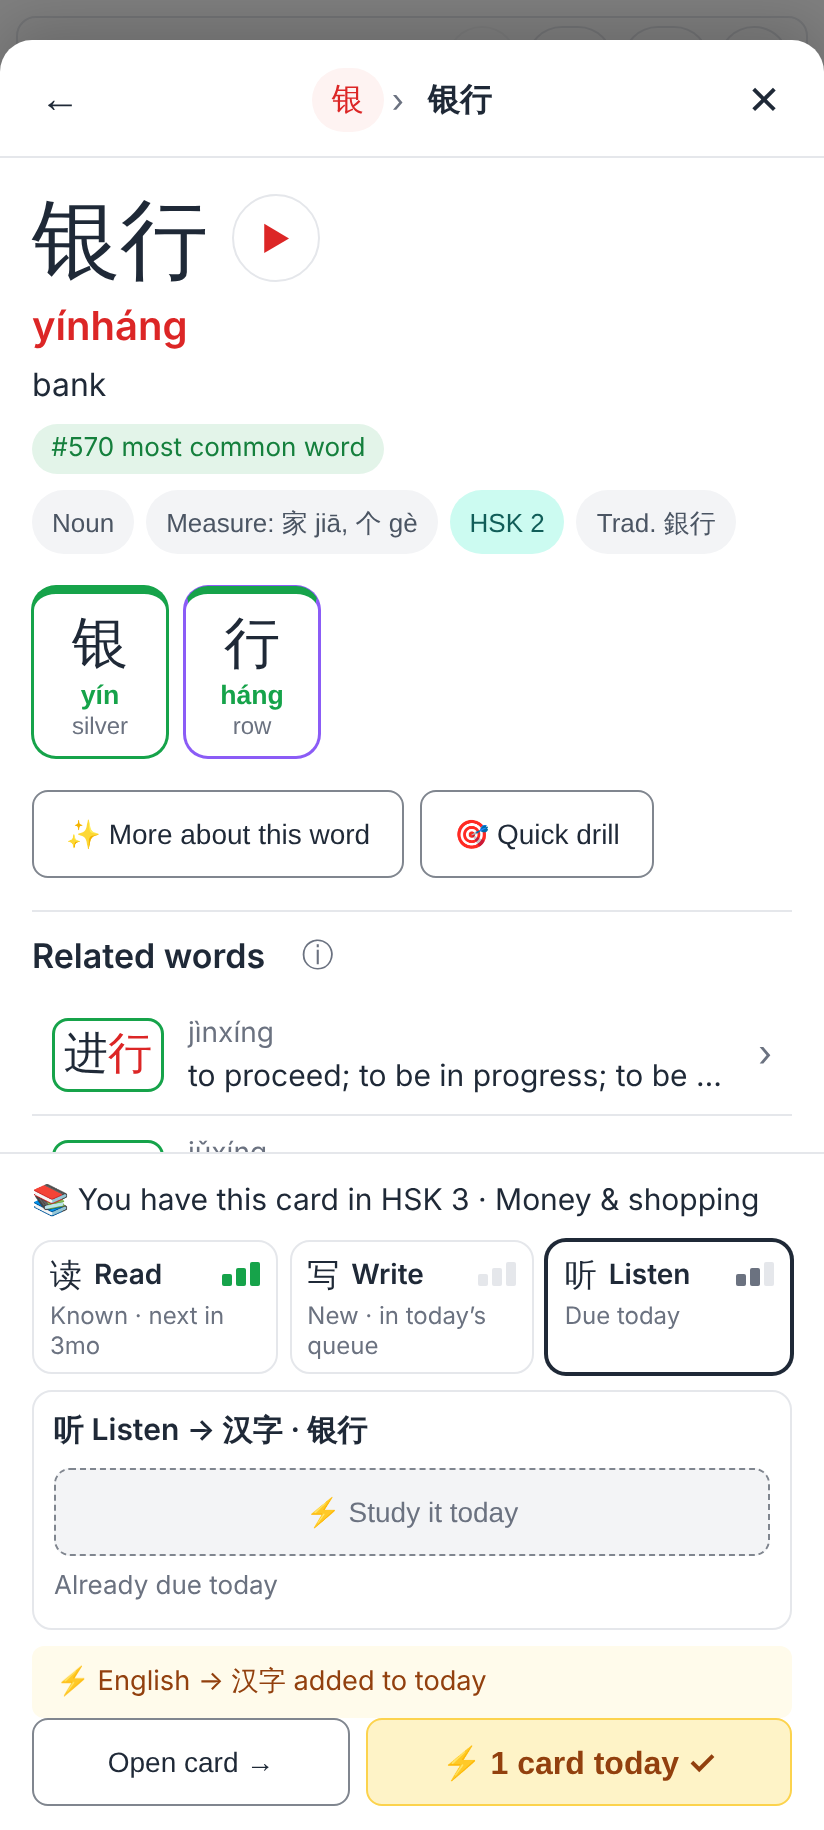 ← 银 › 银行 ✕
银行
yínháng
bank
#570 most common word
Noun Measure: 家 jiā, 个 gè HSK 2 Trad. 銀行
银 行
yín háng
silver row
✨ More about this word 🎯 Quick drill
Related words ⓘ
进行 jìnxíng
to proceed; to be in progress; to be ... ›
jǔxíng
📚 You have this card in HSK 3 · Money & shopping
读 Read
Known · next in
3mo
写 Write
New · in today’s
queue
听 Listen
Due today
听 Listen → 汉字 · 银行
⚡ Study it today
Already due today
⚡ English → 汉字 added to today
Open card → ⚡ 1 card today ✓